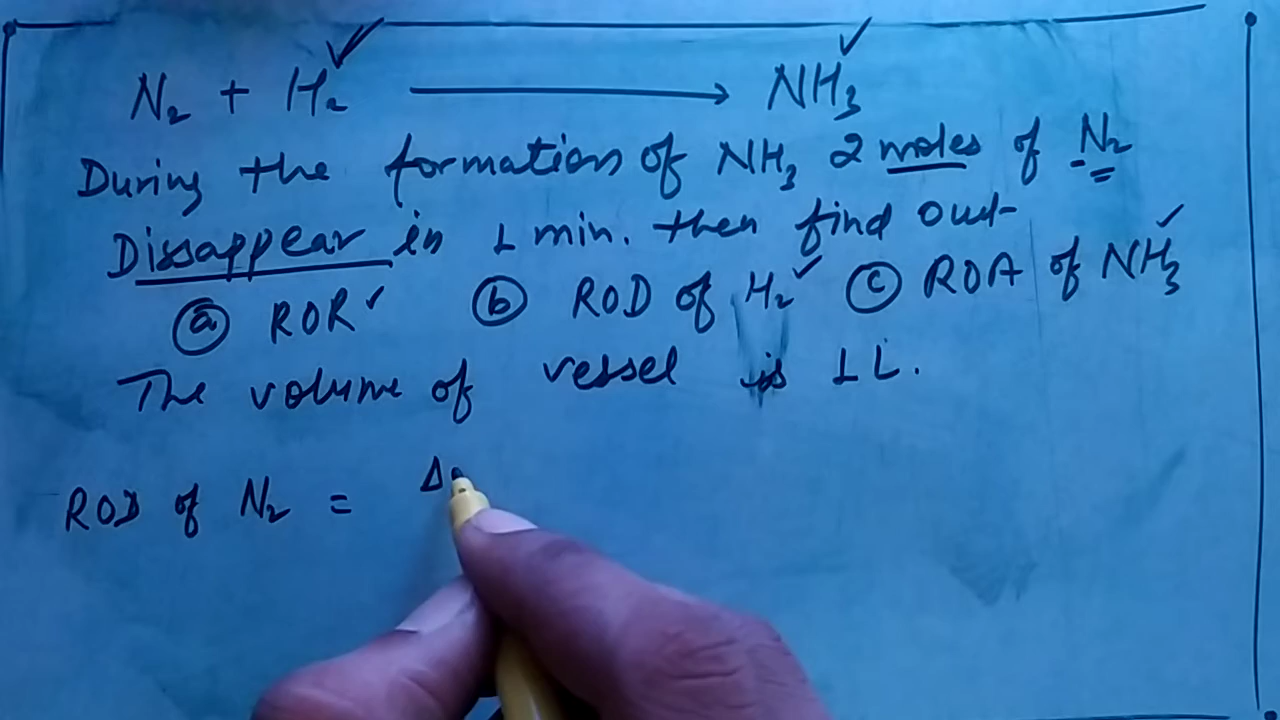 N₂ + H₂ ✓ ⟶ NH₃ ✓
During the formation of NH₃ 2 moles of N₂
Dissappear in 1 min. then find out
(a) ROR ✓ (b) ROD of H₂ ✓ (c) ROA of NH₃ ✓
The volume of vessel is 1 L.
ROD of N₂ = Δ